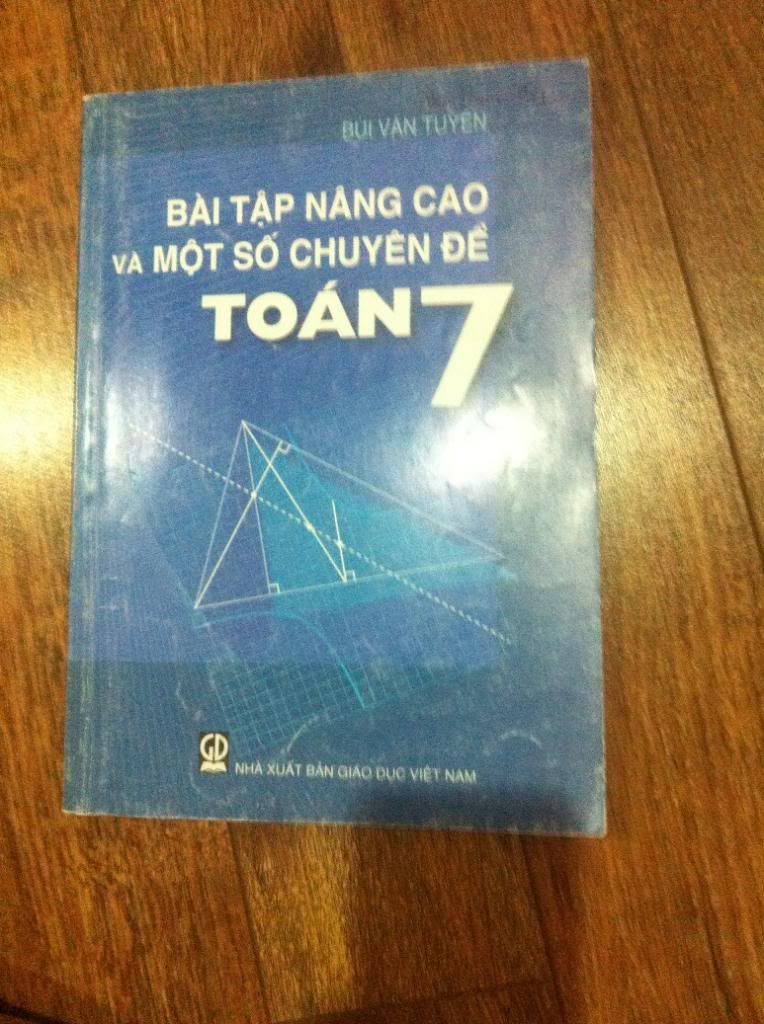 BÙI VĂN TUYÊN
BÀI TẬP NÂNG CAO
VÀ MỘT SỐ CHUYÊN ĐỀ
TOÁN 7
GD
NHÀ XUẤT BẢN GIÁO DỤC VIỆT NAM